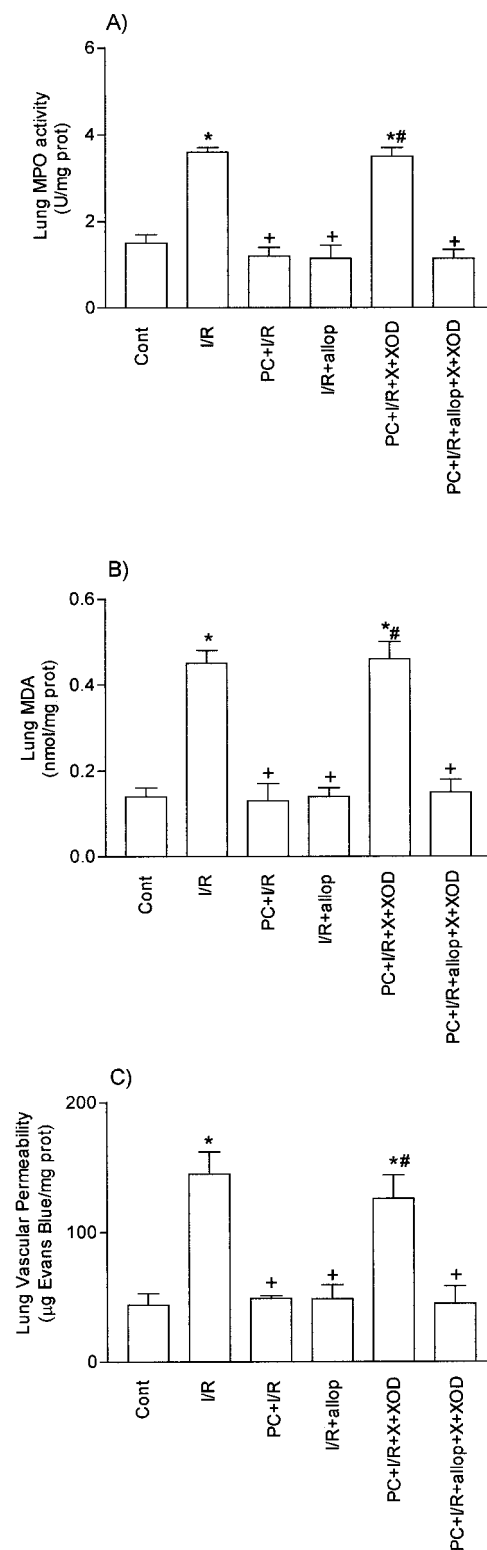 A)
Lung MPO activity
(U/mg prot)
6
4
2
0
*
+
+
*#
+
Cont
I/R
PC+I/R
I/R+allop
PC+I/R+X+XOD
PC+I/R+allop+X+XOD
B)
Lung MDA
(nmol/mg prot)
0.6
0.4
0.2
0.0
*
+
+
*#
+
Cont
I/R
PC+I/R
I/R+allop
PC+I/R+X+XOD
PC+I/R+allop+X+XOD
C)
Lung Vascular Permeability
(µg Evans Blue/mg prot)
200
100
0
*
+
+
*#
+
Cont
I/R
PC+I/R
I/R+allop
PC+I/R+X+XOD
PC+I/R+allop+X+XOD